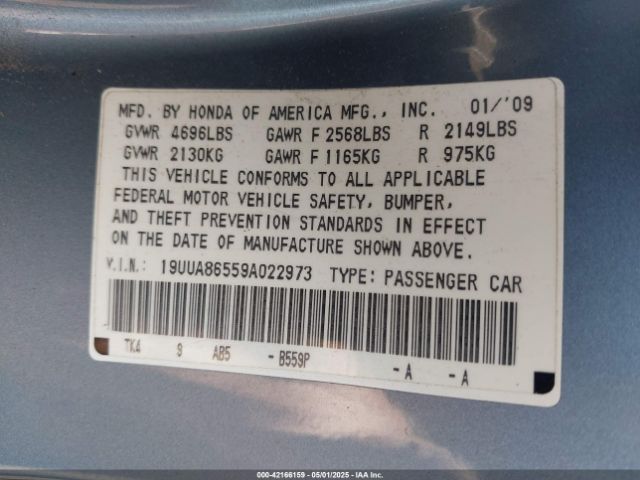 MFD. BY HONDA OF AMERICA MFG., INC. 01/'09
GVWR 4696LBS GAWR F 2568LBS R 2149LBS
GVWR 2130KG GAWR F 1165KG R 975KG
THIS VEHICLE CONFORMS TO ALL APPLICABLE
FEDERAL MOTOR VEHICLE SAFETY, BUMPER,
AND THEFT PREVENTION STANDARDS IN EFFECT
ON THE DATE OF MANUFACTURE SHOWN ABOVE.
V.I.N.: 19UUA86559A022973 TYPE: PASSENGER CAR
TK4 9 AB5 - B559P - A - A
000-42166159 - 05/01/2025 - IAA Inc.